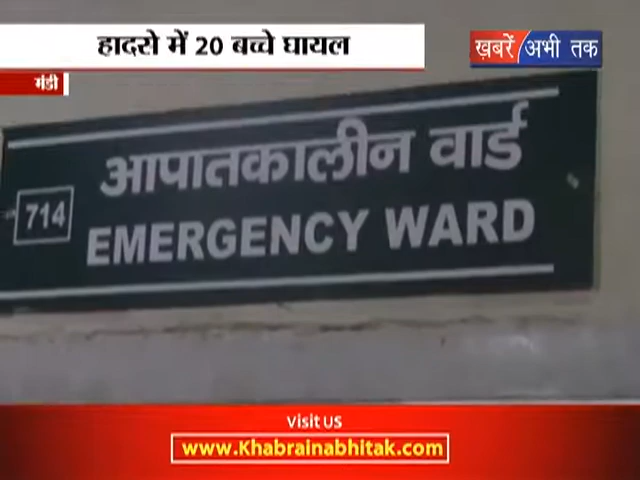 हादसे में 20 बच्चे घायल
ख़बरें अभी तक
मंडी
आपातकालीन वार्ड
714
EMERGENCY WARD
VISIT US
www.Khabrainabhitak.com